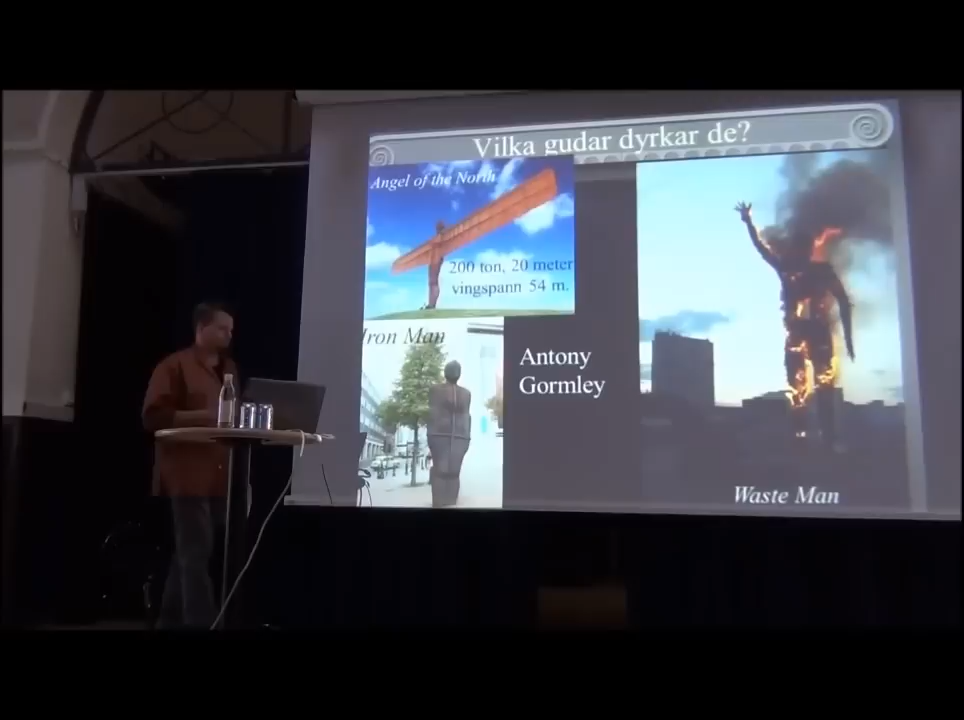 Vilka gudar dyrkar de?
Angel of the North
200 ton, 20 meter
vingspann 54 m.
Iron Man
Antony
Gormley
Waste Man